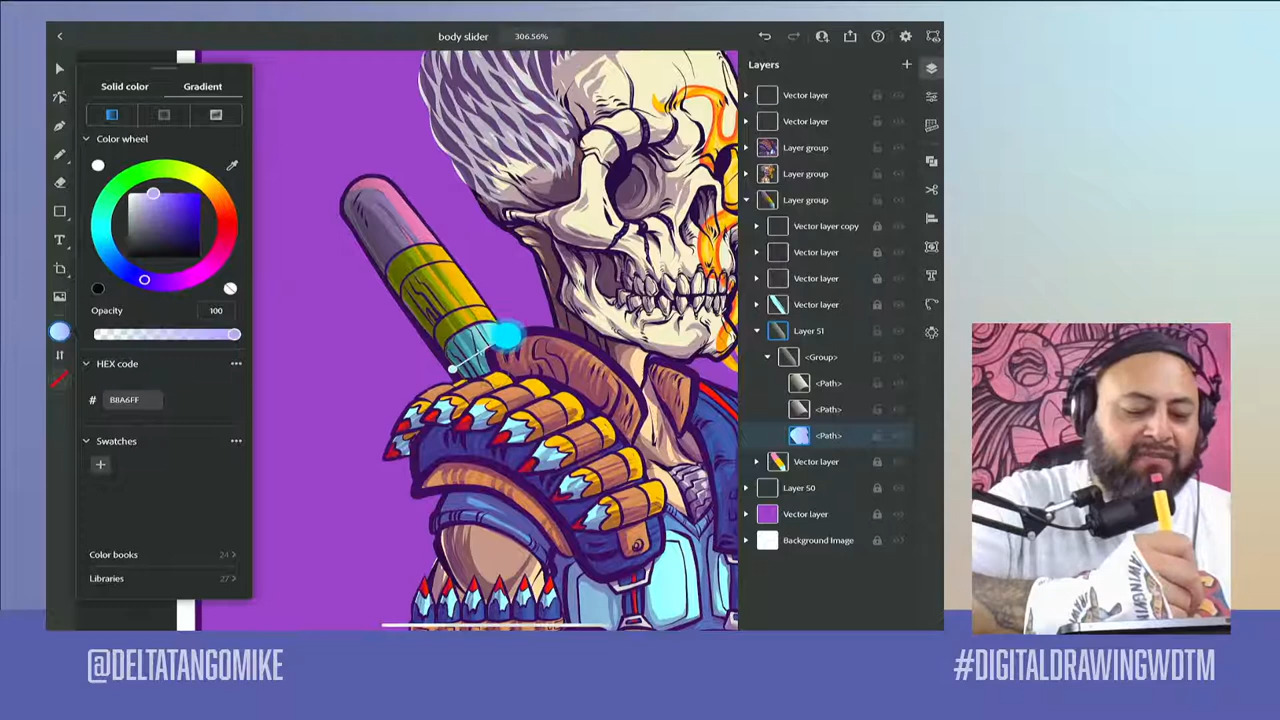 body slider
306.56%
Solid color
Gradient
Color wheel
Opacity
100
HEX code
#
B8A6FF
Swatches
Color books
24
Libraries
27
Layers
Vector layer
Vector layer
Layer group
Layer group
Layer group
Vector layer copy
Vector layer
Vector layer
Vector layer
Layer 51
<Group>
<Path>
<Path>
<Path>
Vector layer
Layer 50
Vector layer
Background Image
@DELTATANGOMIKE
#DIGITALDRAWINGWDTM